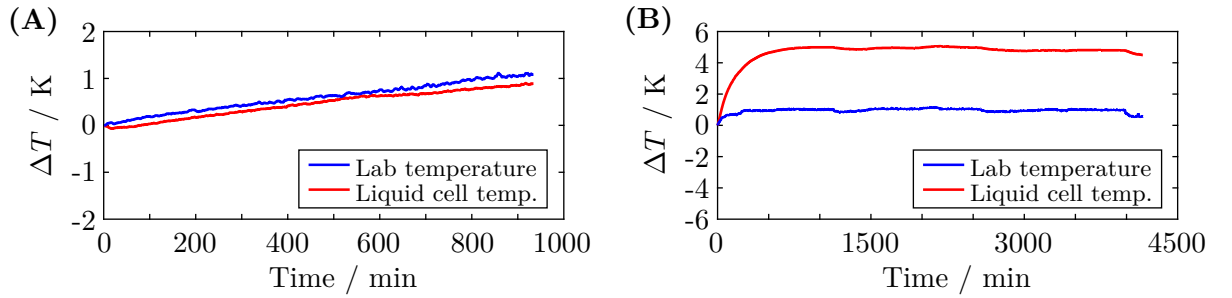 (A)
2
1
0
-1
-2
ΔT / K
Lab temperature
Liquid cell temp.
0 200 400 600 800 1000
Time / min
(B)
6
4
2
0
-2
-4
-6
ΔT / K
Lab temperature
Liquid cell temp.
0 1500 3000 4500
Time / min